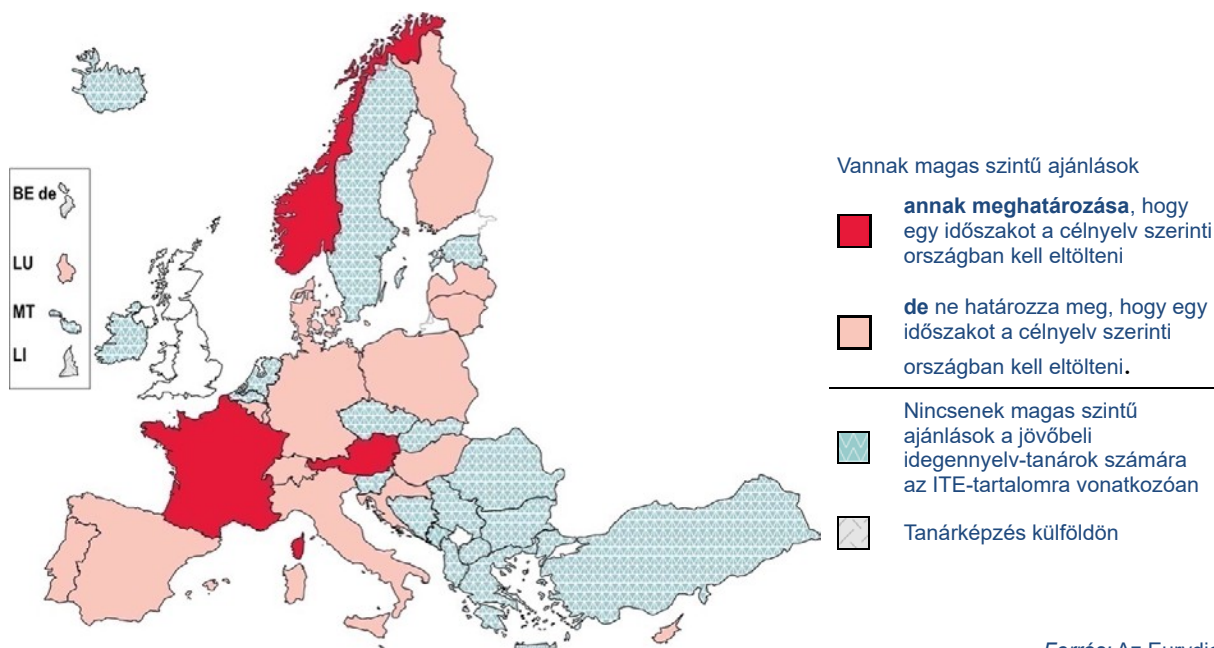 BE de
LU
MT
LI
Vannak magas szintű ajánlások
annak meghatározása, hogy
egy időszakot a célnyelv szerinti
országban kell eltölteni
de ne határozza meg, hogy egy
időszakot a célnyelv szerinti
országban kell eltölteni.
Nincsenek magas szintű
ajánlások a jövőbeli
idegennyelv-tanárok számára
az ITE-tartalomra vonatkozóan
Tanárképzés külföldön